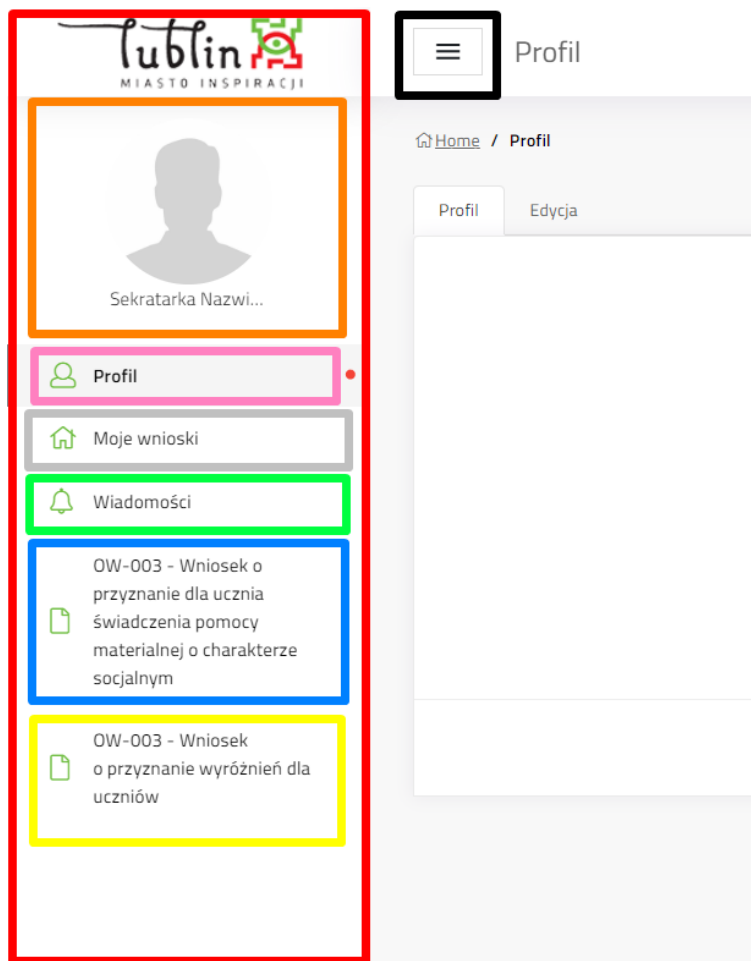 lublin
MIASTO INSPIRACJI
Profil
Home / Profil
Profil Edycja
Sekratarka Nazwi...
Profil
Moje wnioski
Wiadomości
OW-003 - Wniosek o
przyznanie dla ucznia
świadczenia pomocy
materialnej o charakterze
socjalnym
OW-003 - Wniosek
o przyznanie wyróżnień dla
uczniów